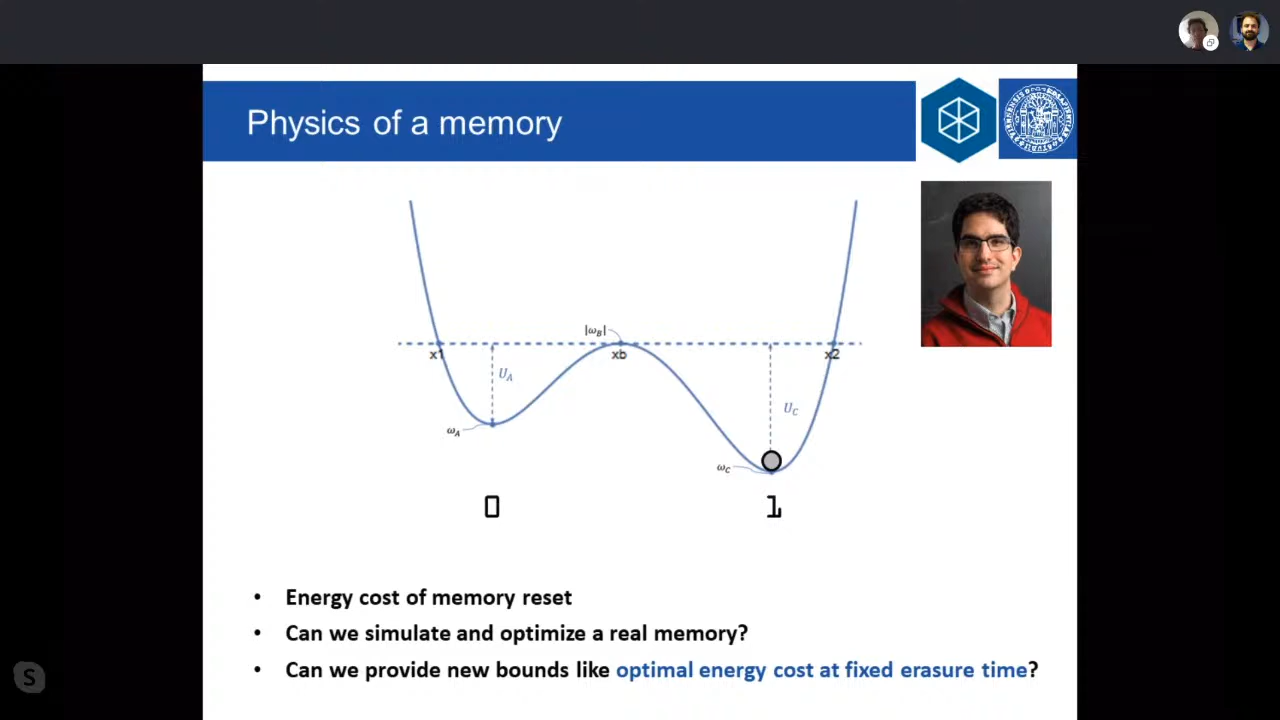 Physics of a memory
|ωB|
x1
xb
x2
UA
UC
ωA
ωC
0
1
• Energy cost of memory reset
• Can we simulate and optimize a real memory?
• Can we provide new bounds like optimal energy cost at fixed erasure time?
S